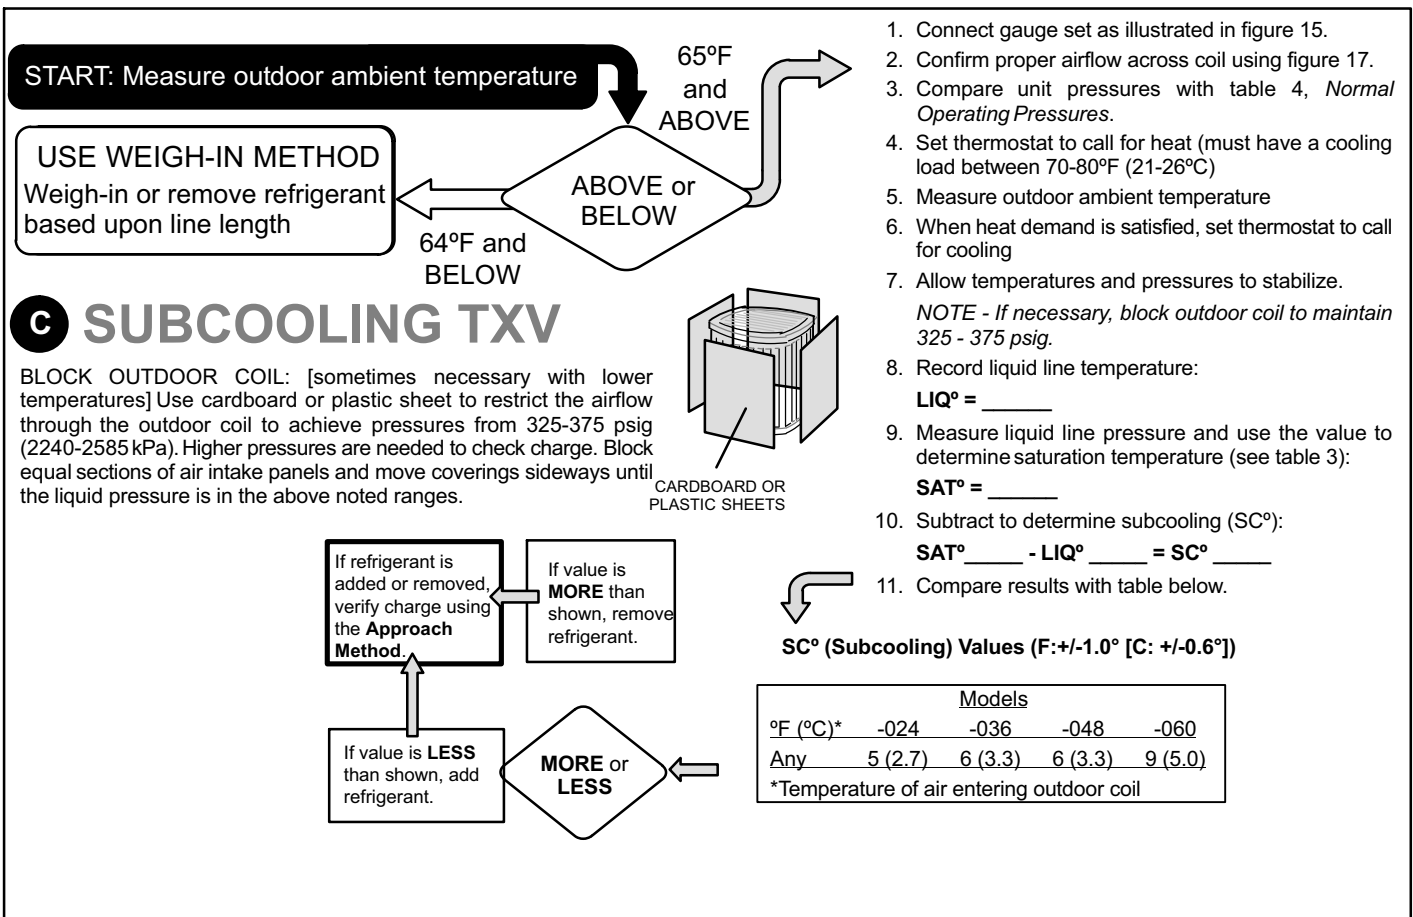 START: Measure outdoor ambient temperature
65ºF
and
ABOVE
ABOVE or
BELOW
64ºF and
BELOW
USE WEIGH-IN METHOD
Weigh-in or remove refrigerant
based upon line length
C SUBCOOLING TXV
BLOCK OUTDOOR COIL: [sometimes necessary with lower
temperatures] Use cardboard or plastic sheet to restrict the airflow
through the outdoor coil to achieve pressures from 325-375 psig
(2240-2585 kPa). Higher pressures are needed to check charge. Block
equal sections of air intake panels and move coverings sideways until
the liquid pressure is in the above noted ranges.
CARDBOARD OR
PLASTIC SHEETS
1. Connect gauge set as illustrated in figure 15.
2. Confirm proper airflow across coil using figure 17.
3. Compare unit pressures with table 4, Normal
Operating Pressures.
4. Set thermostat to call for heat (must have a cooling
load between 70-80ºF (21-26ºC)
5. Measure outdoor ambient temperature
6. When heat demand is satisfied, set thermostat to call
for cooling
7. Allow temperatures and pressures to stabilize.
NOTE - If necessary, block outdoor coil to maintain
325 - 375 psig.
8. Record liquid line temperature:
LIQº = ______
9. Measure liquid line pressure and use the value to
determine saturation temperature (see table 3):
SATº = ______
10. Subtract to determine subcooling (SCº):
SATº_____ - LIQº _____ = SCº _____
11. Compare results with table below.
SCº (Subcooling) Values (F:+/-1.0° [C: +/-0.6°])
Models
ºF (ºC)* -024 -036 -048 -060
Any 5 (2.7) 6 (3.3) 6 (3.3) 9 (5.0)
*Temperature of air entering outdoor coil
MORE or
LESS
If value is
MORE than
shown, remove
refrigerant.
If value is LESS
than shown, add
refrigerant.
If refrigerant is
added or removed,
verify charge using
the Approach
Method.